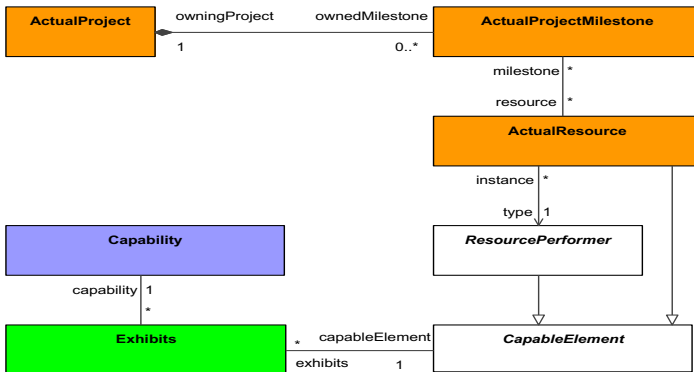 ActualProject
owningProject
ownedMilestone
ActualProjectMilestone
1
0..*
milestone *
resource *
ActualResource
instance *
type 1
Capability
ResourcePerformer
capability 1
*
Exhibits
* capableElement
exhibits 1
CapableElement